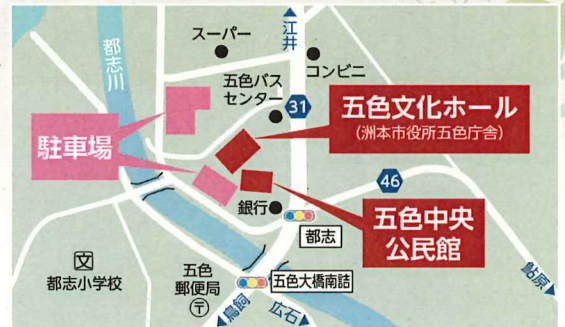 江井
スーパー
コンビニ
都志川
五色バス
センター
31
五色文化ホール
(洲本市役所五色庁舎)
駐車場
46
銀行
都志
五色中央
公民館
文
都志小学校
五色
郵便局
〒
五色大橋南詰
鳥飼
広石
鮎原